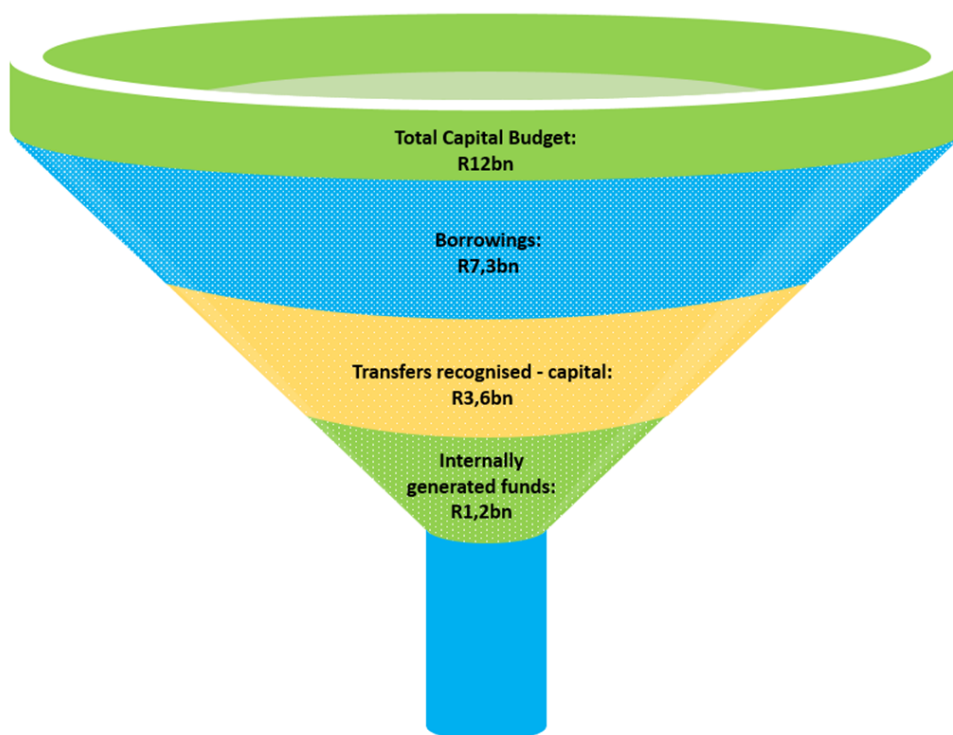 Total Capital Budget:
R12bn
Borrowings:
R7,3bn
Transfers recognised - capital:
R3,6bn
Internally
generated funds:
R1,2bn